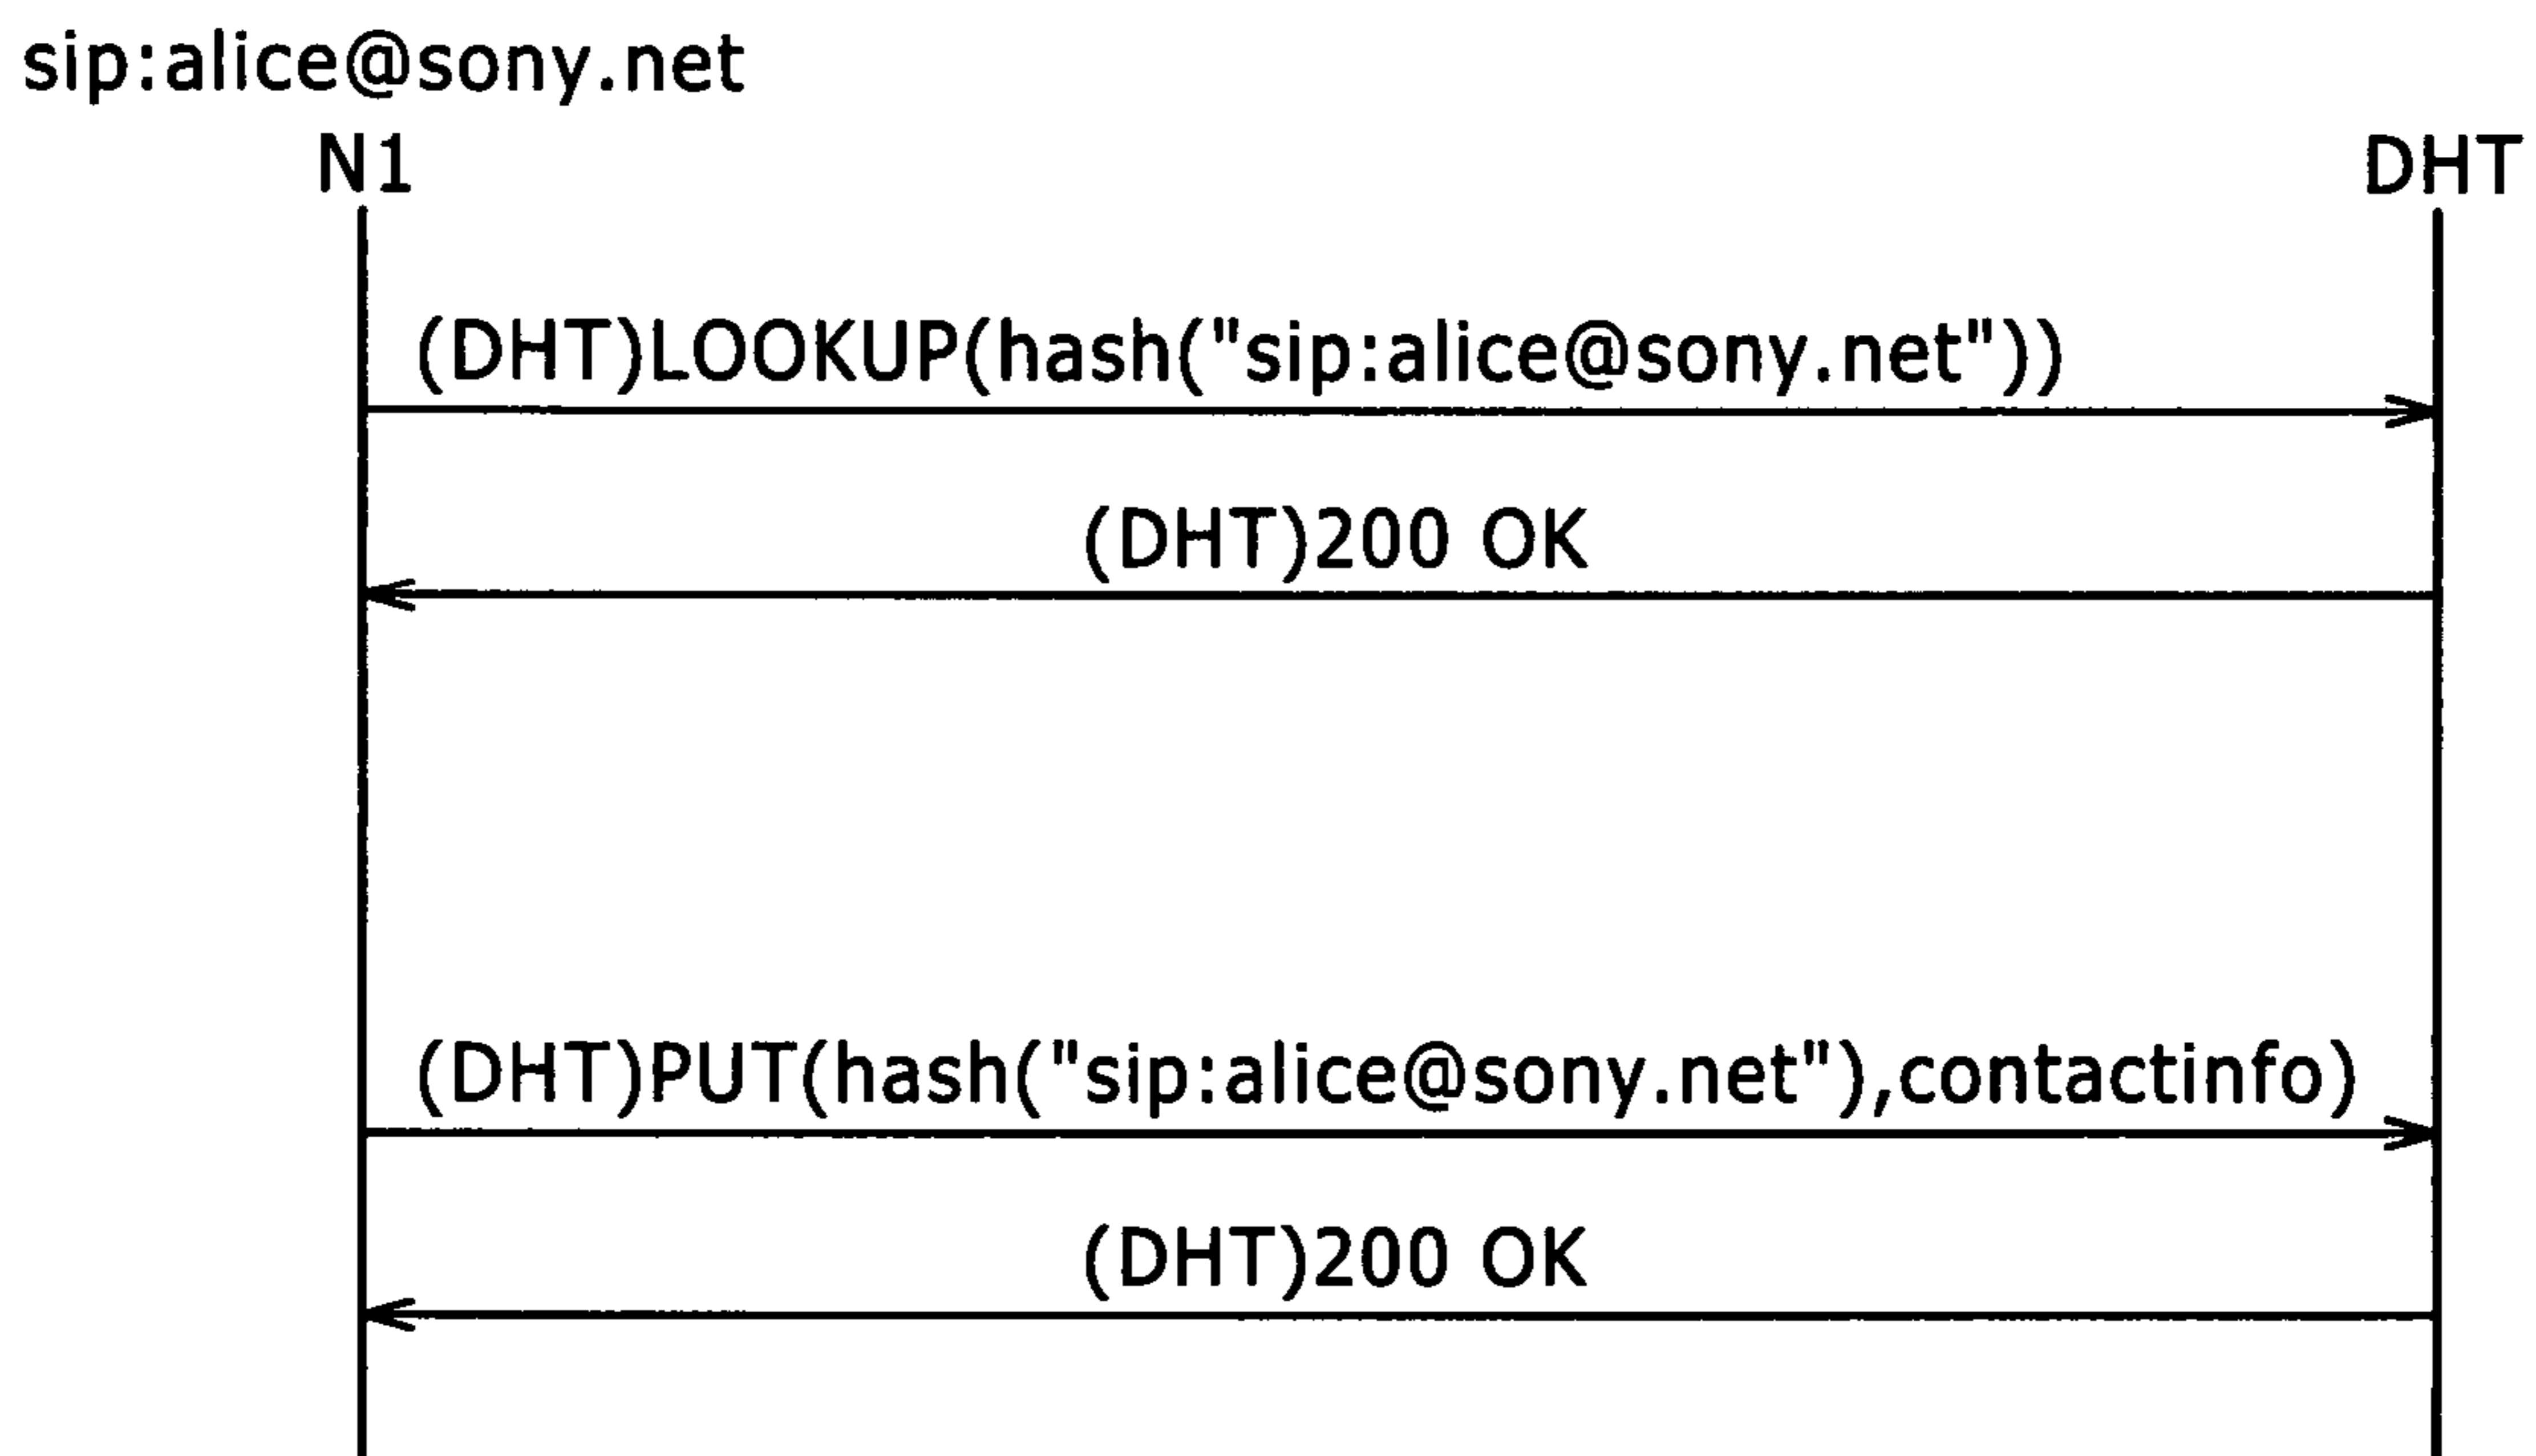 sip:alice@sony.net
N1
DHT
(DHT)LOOKUP(hash("sip:alice@sony.net"))
(DHT)200 OK
(DHT)PUT(hash("sip:alice@sony.net"),contactinfo)
(DHT)200 OK